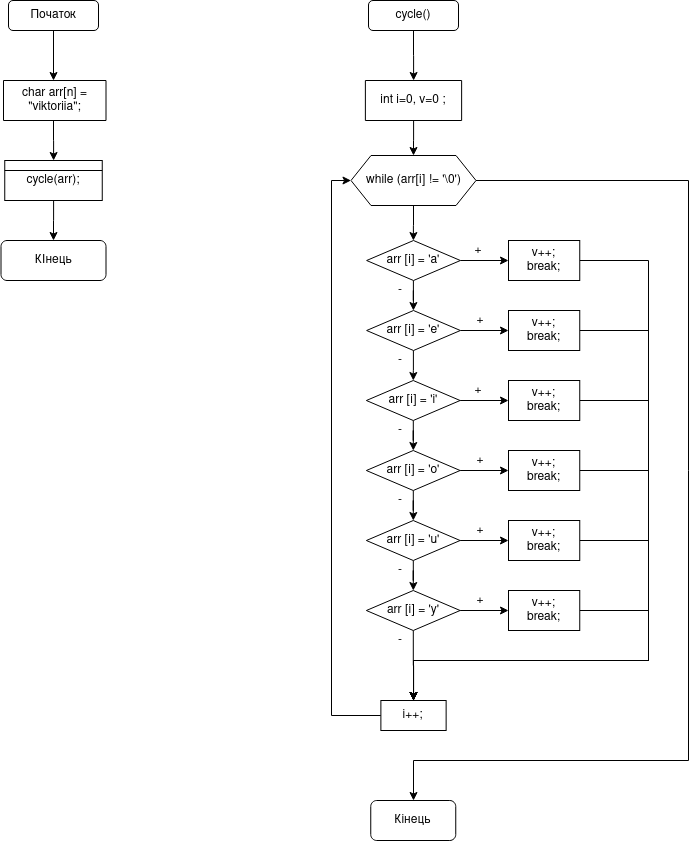 Початок
char arr[n] =
"viktoriia";
cycle(arr);
КІнець
cycle()
int i=0, v=0 ;
while (arr[i] != '\0')
arr [i] = 'a'
+
v++;
break;
-
arr [i] = 'e'
+
v++;
break;
-
arr [i] = 'i'
+
v++;
break;
-
arr [i] = 'o'
+
v++;
break;
-
arr [i] = 'u'
+
v++;
break;
-
arr [i] = 'y'
+
v++;
break;
-
i++;
Кінець